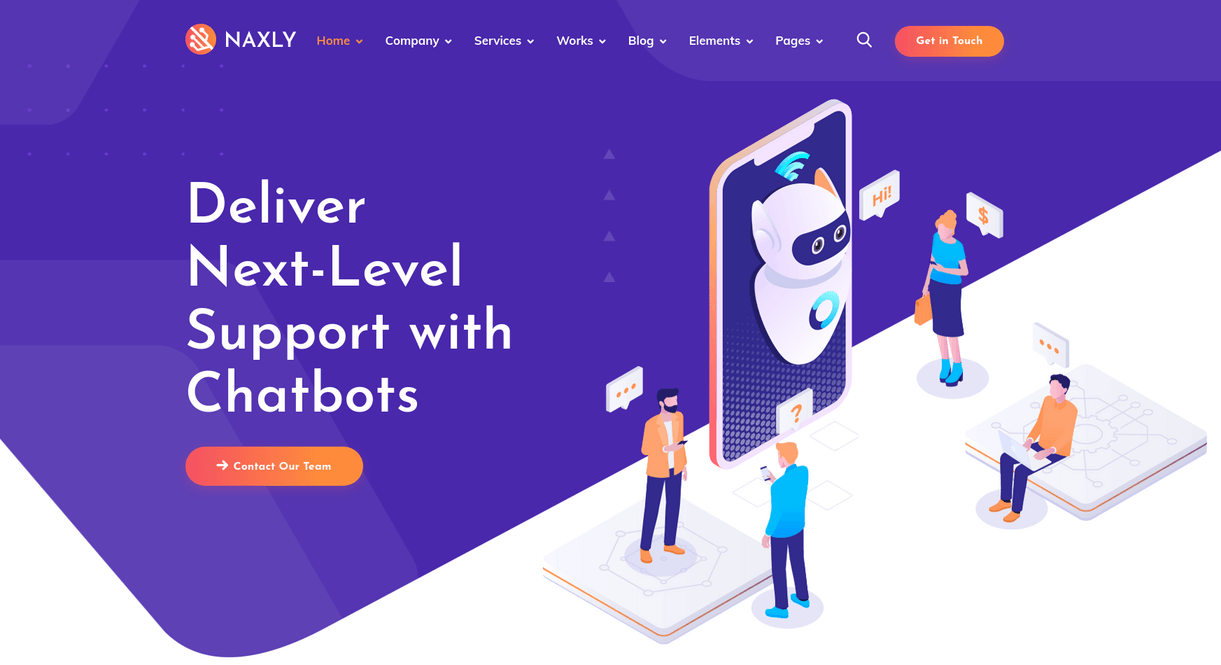 NAXLY
Home
Company
Services
Works
Blog
Elements
Pages
Get in Touch
Hi!
$
Deliver
Next-Level
Support with
Chatbots
?
Contact Our Team